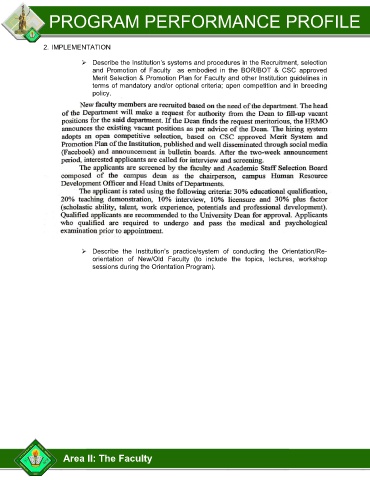 PROGRAM PERFORMANCE PROFILE
2. IMPLEMENTATION
➢ Describe the Institution's systems and procedures in the Recruitment, selection
and Promotion of Faculty as embodied in the BOR/BOT & CSC approved
Merit Selection & Promotion Plan for Faculty and other Institution guidelines in
terms of mandatory and/or optional criteria; open competition and in breeding
policy.
New faculty members are recruited based on the need of the department. The head
of the Department will make a request for authority from the Dean to fill-up vacant
positions for the said department. If the Dean finds the request meritorious, the HRMO
announces the existing vacant positions as per advice of the Dean. The hiring system
adopts an open competitive selection, based on CSC approved Merit System and
Promotion Plan of the Institution, published and well disseminated through social media
(Facebook) and announcement in bulletin boards. After the two-week announcement
period, interested applicants are called for interview and screening.
The applicants are screened by the faculty and Academic Staff Selection Board
composed of the campus dean as the chairperson, campus Human Resource
Development Officer and Head Units of Departments.
The applicant is rated using the following criteria: 30% educational qualification,
20% teaching demonstration, 10% interview, 10% licensure and 30% plus factor
(scholastic ability, talent, work experience, potentials and professional development).
Qualified applicants are recommended to the University Dean for approval. Applicants
who qualified are required to undergo and pass the medical and psychological
examination prior to appointment.
➢ Describe the Institution's practice/system of conducting the Orientation/Re-
orientation of New/Old Faculty (to include the topics, lectures, workshop
sessions during the Orientation Program).
Area II: The Faculty